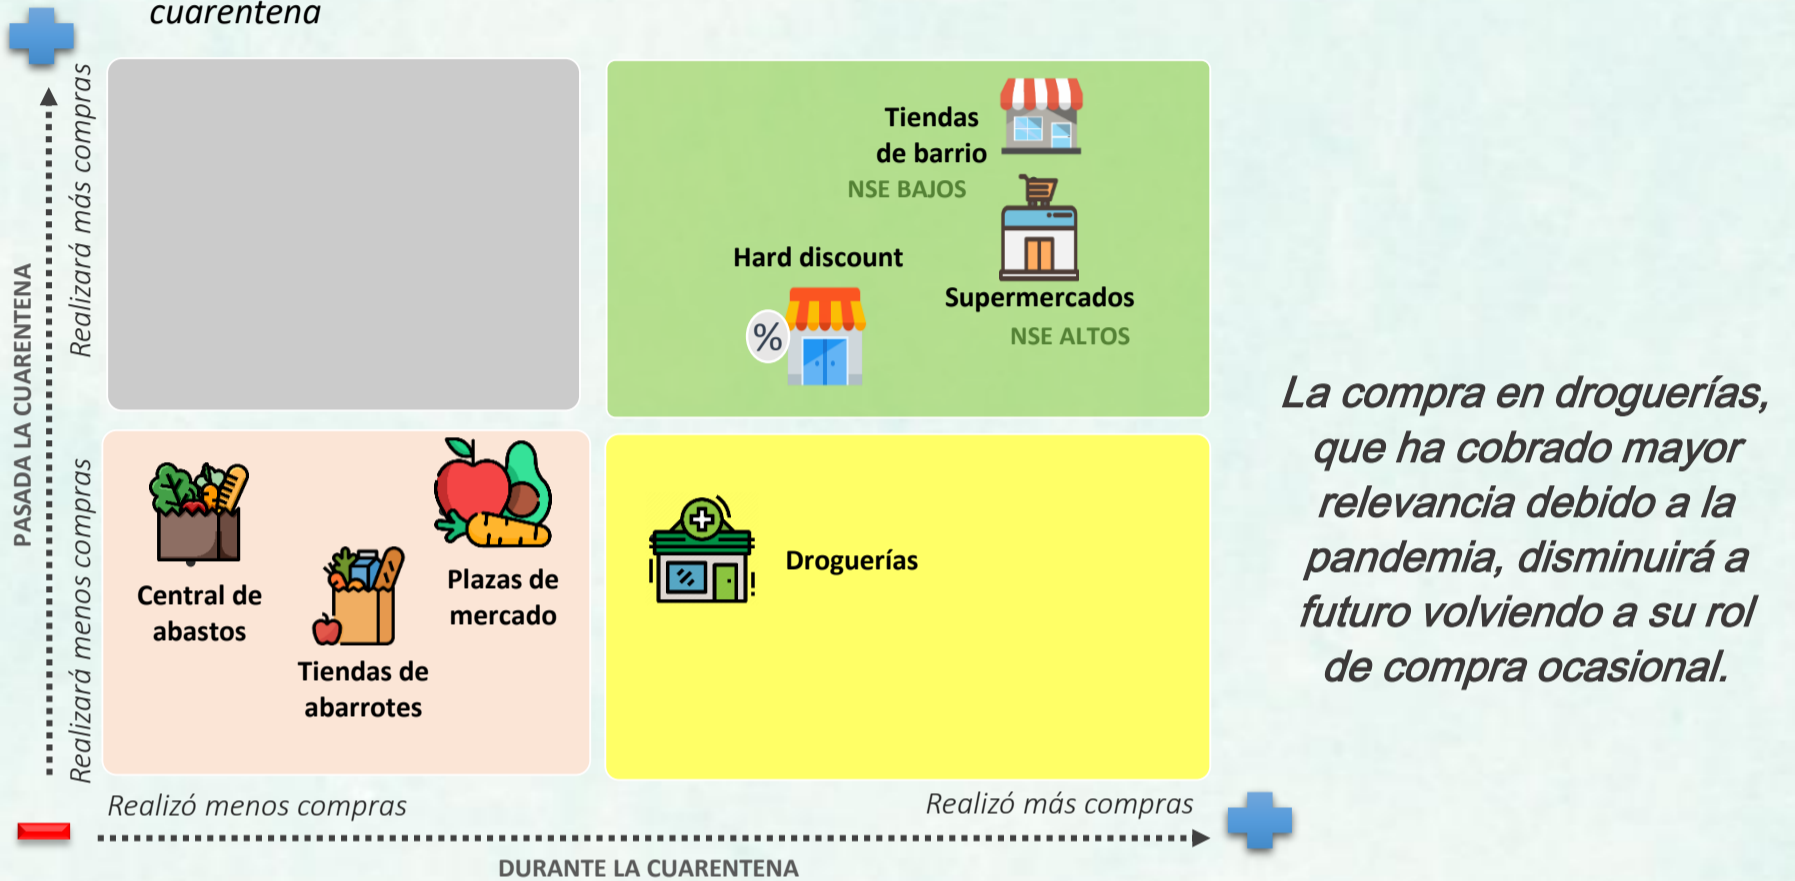 cuarentena
PASADA LA CUARENTENA
Realizará más compras
Realizará menos compras
Tiendas
de barrio
NSE BAJOS
Hard discount
%
Supermercados
NSE ALTOS
Central de
abastos
Tiendas de
abarrotes
Plazas de
mercado
Droguerías
Realizó menos compras
Realizó más compras
DURANTE LA CUARENTENA
La compra en droguerías,
que ha cobrado mayor
relevancia debido a la
pandemia, disminuirá a
futuro volviendo a su rol
de compra ocasional.